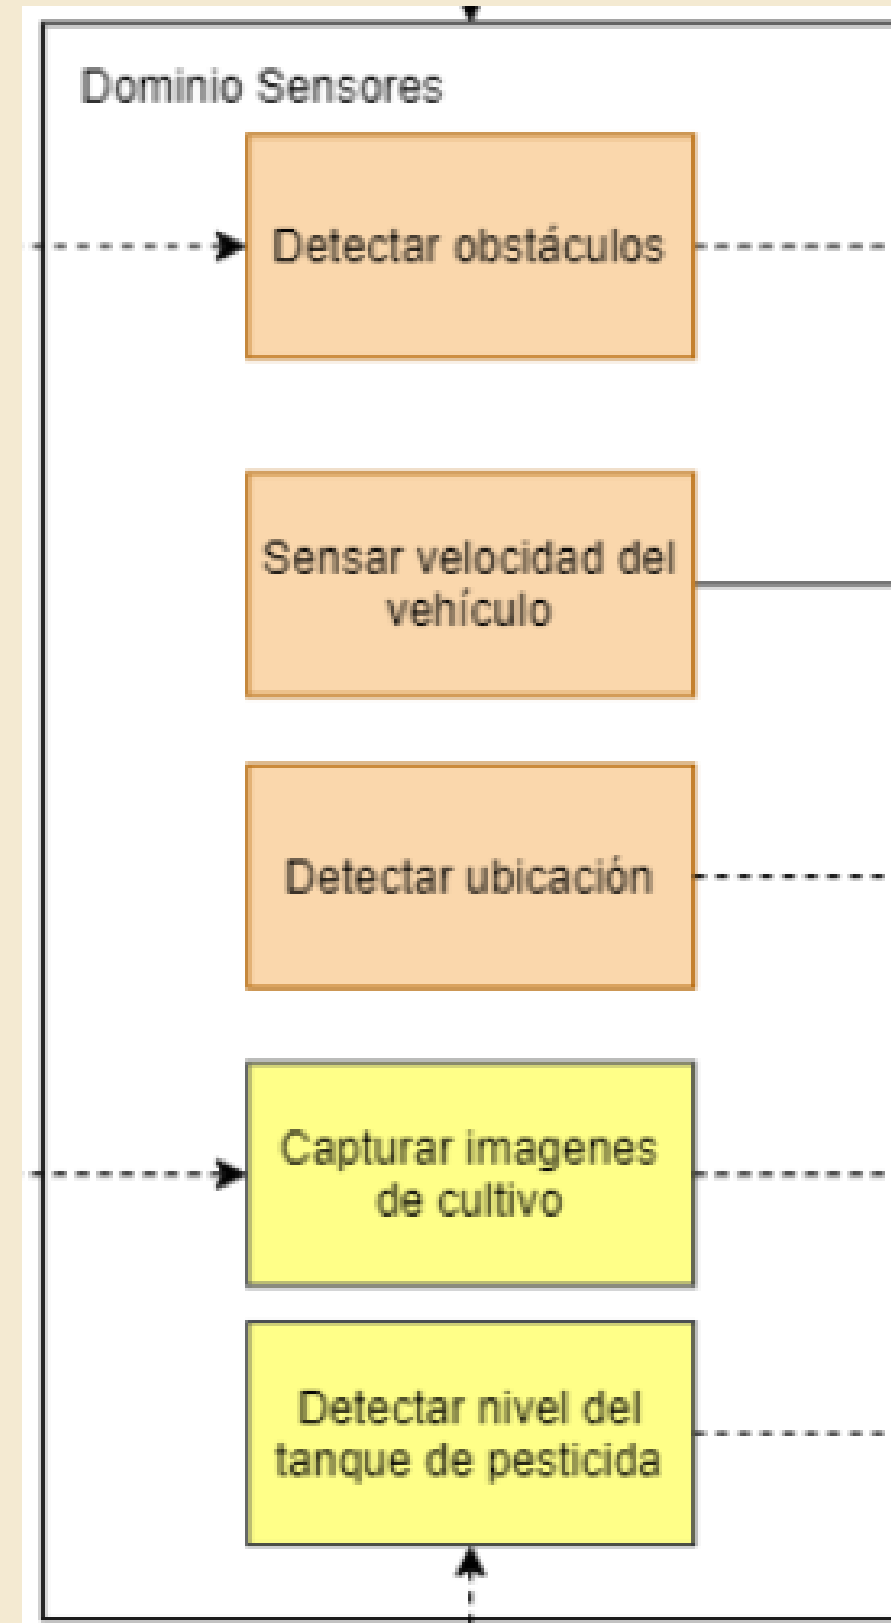 Dominio Sensores
Detectar obstáculos
Sensar velocidad del
vehículo
Detectar ubicación
Capturar imagenes
de cultivo
Detectar nivel del
tanque de pesticida